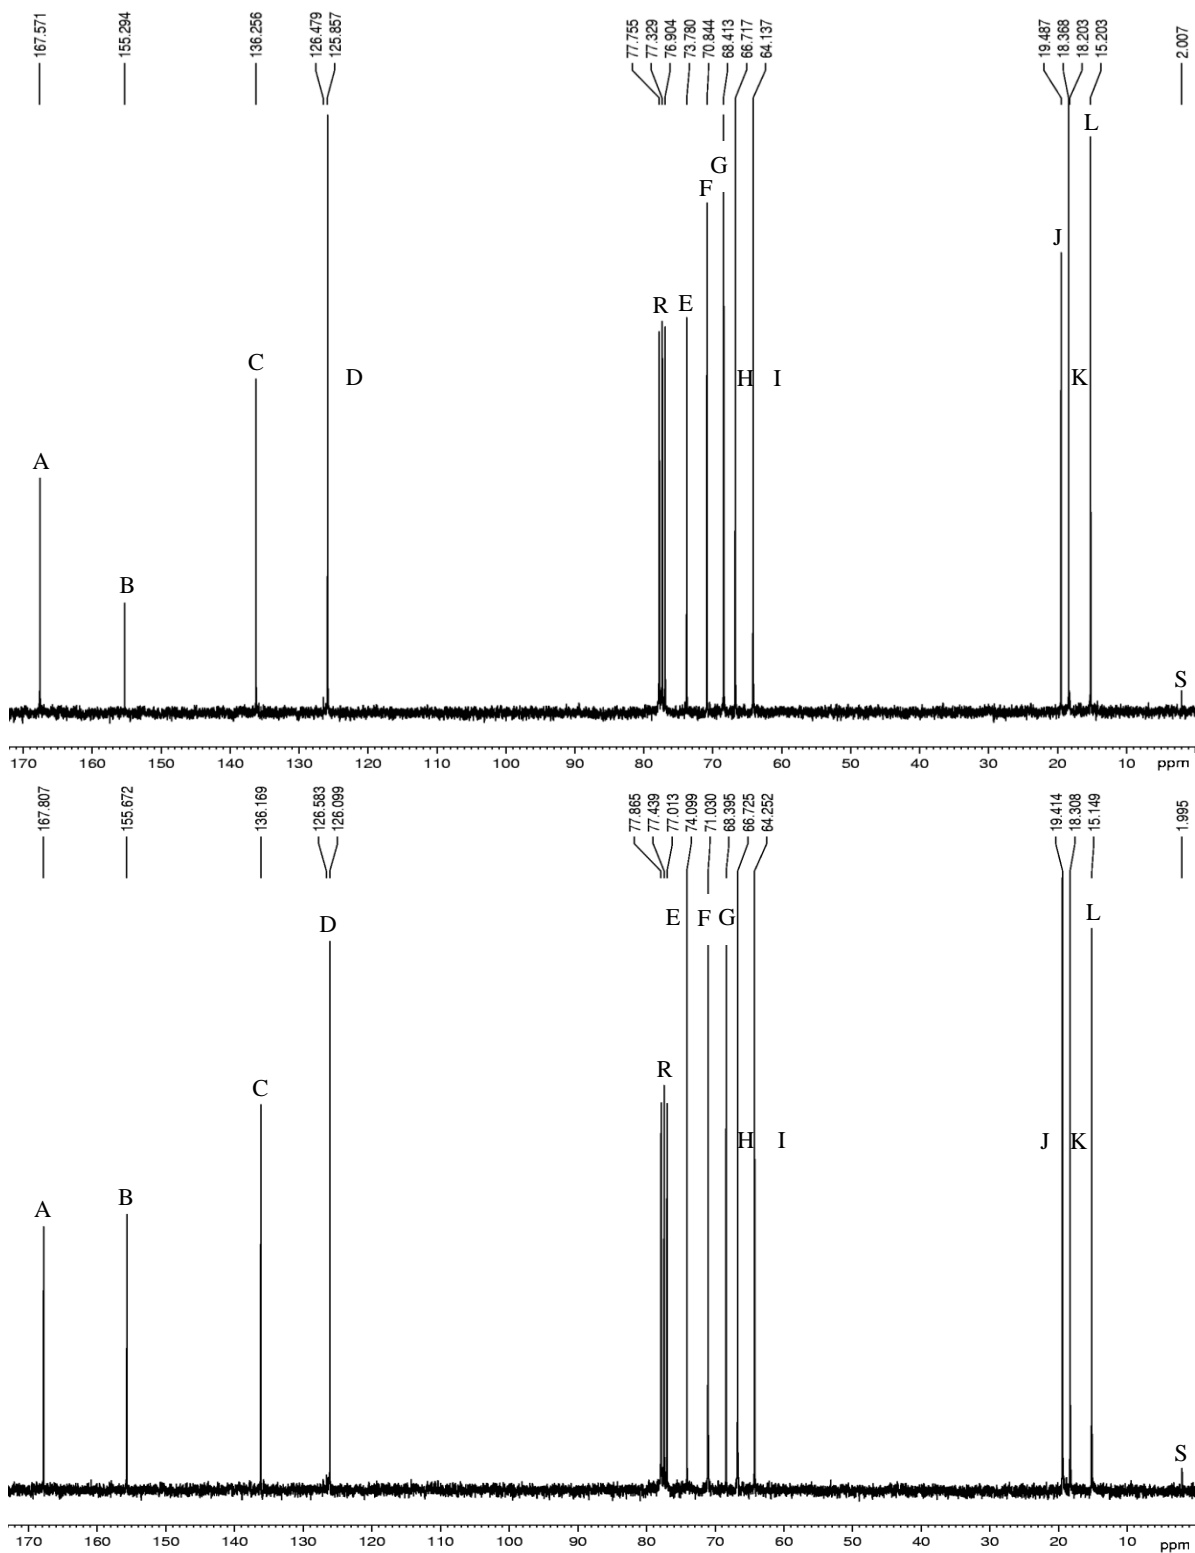 167.571 155.294 136.256 126.479 125.857 77.755 77.329 76.904 73.780 70.844 68.413 66.717 64.137 19.487 18.368 18.203 15.203 2.007
L
G
F
J
R E
C D H I K
A
B
S
170 160 150 140 130 120 110 100 90 80 70 60 50 40 30 20 10 ppm
167.807 155.672 136.169 126.583 126.099 77.865 77.439 77.013 74.099 71.030 68.395 66.725 64.252 19.414 18.308 15.149 1.995
D E F G L
R
C
H I J K
A B
S
170 160 150 140 130 120 110 100 90 80 70 60 50 40 30 20 10 ppm